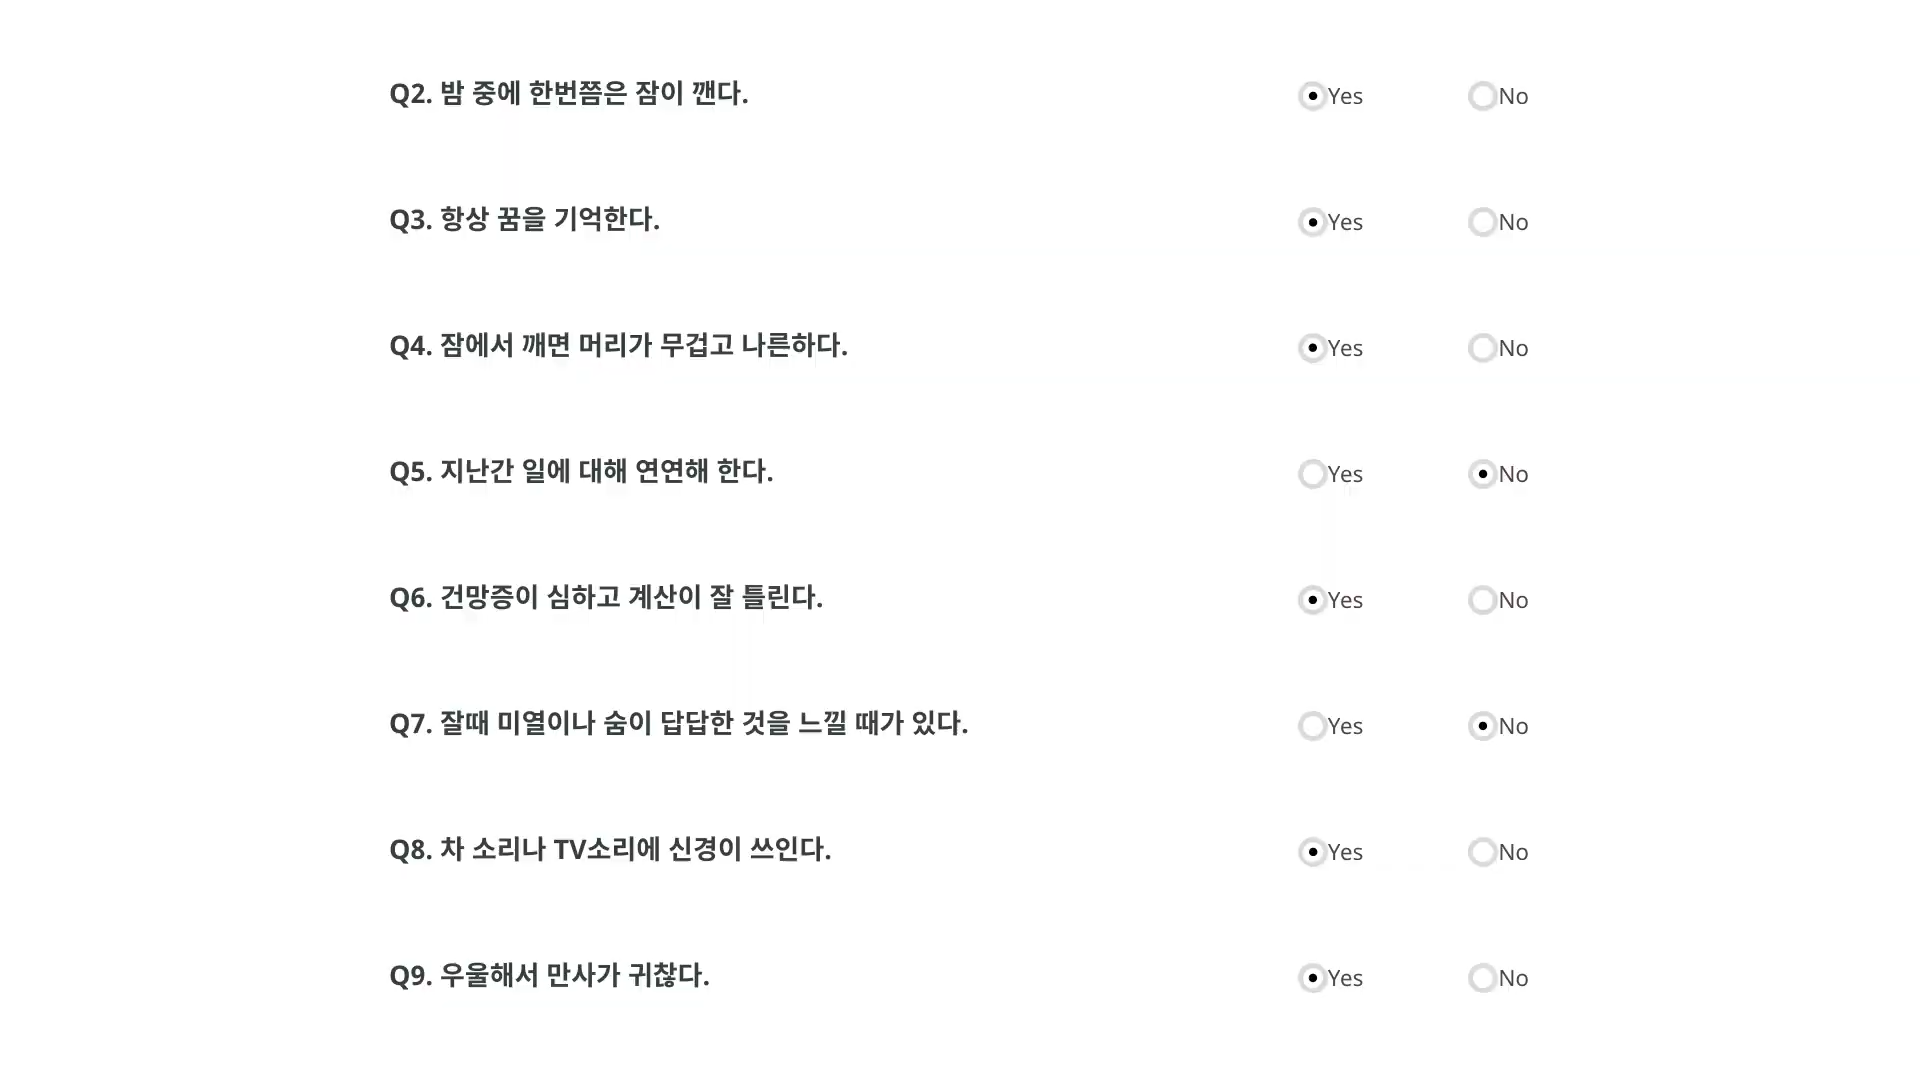 Q2. 밤 중에 한번쯤은 잠이 깬다. Yes No
Q3. 항상 꿈을 기억한다. Yes No
Q4. 잠에서 깨면 머리가 무겁고 나른하다. Yes No
Q5. 지난간 일에 대해 연연해 한다. Yes No
Q6. 건망증이 심하고 계산이 잘 틀린다. Yes No
Q7. 잘때 미열이나 숨이 답답한 것을 느낄 때가 있다. Yes No
Q8. 차 소리나 TV소리에 신경이 쓰인다. Yes No
Q9. 우울해서 만사가 귀찮다. Yes No